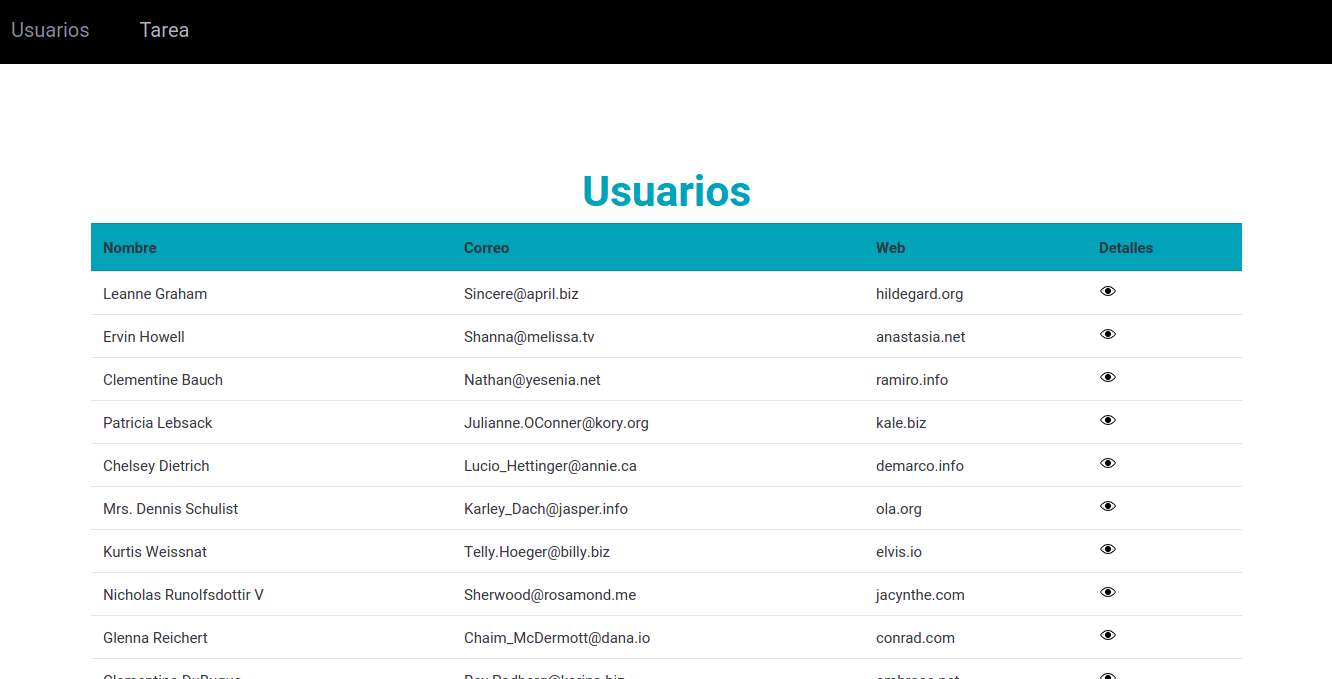 Usuarios Tarea
Usuarios
Nombre Correo Web Detalles
Leanne Graham Sincere@april.biz hildegard.org
Ervin Howell Shanna@melissa.tv anastasia.net
Clementine Bauch Nathan@yesenia.net ramiro.info
Patricia Lebsack Julianne.OConner@kory.org kale.biz
Chelsey Dietrich Lucio_Hettinger@annie.ca demarco.info
Mrs. Dennis Schulist Karley_Dach@jasper.info ola.org
Kurtis Weissnat Telly.Hoeger@billy.biz elvis.io
Nicholas Runolfsdottir V Sherwood@rosamond.me jacynthe.com
Glenna Reichert Chaim_McDermott@dana.io conrad.com